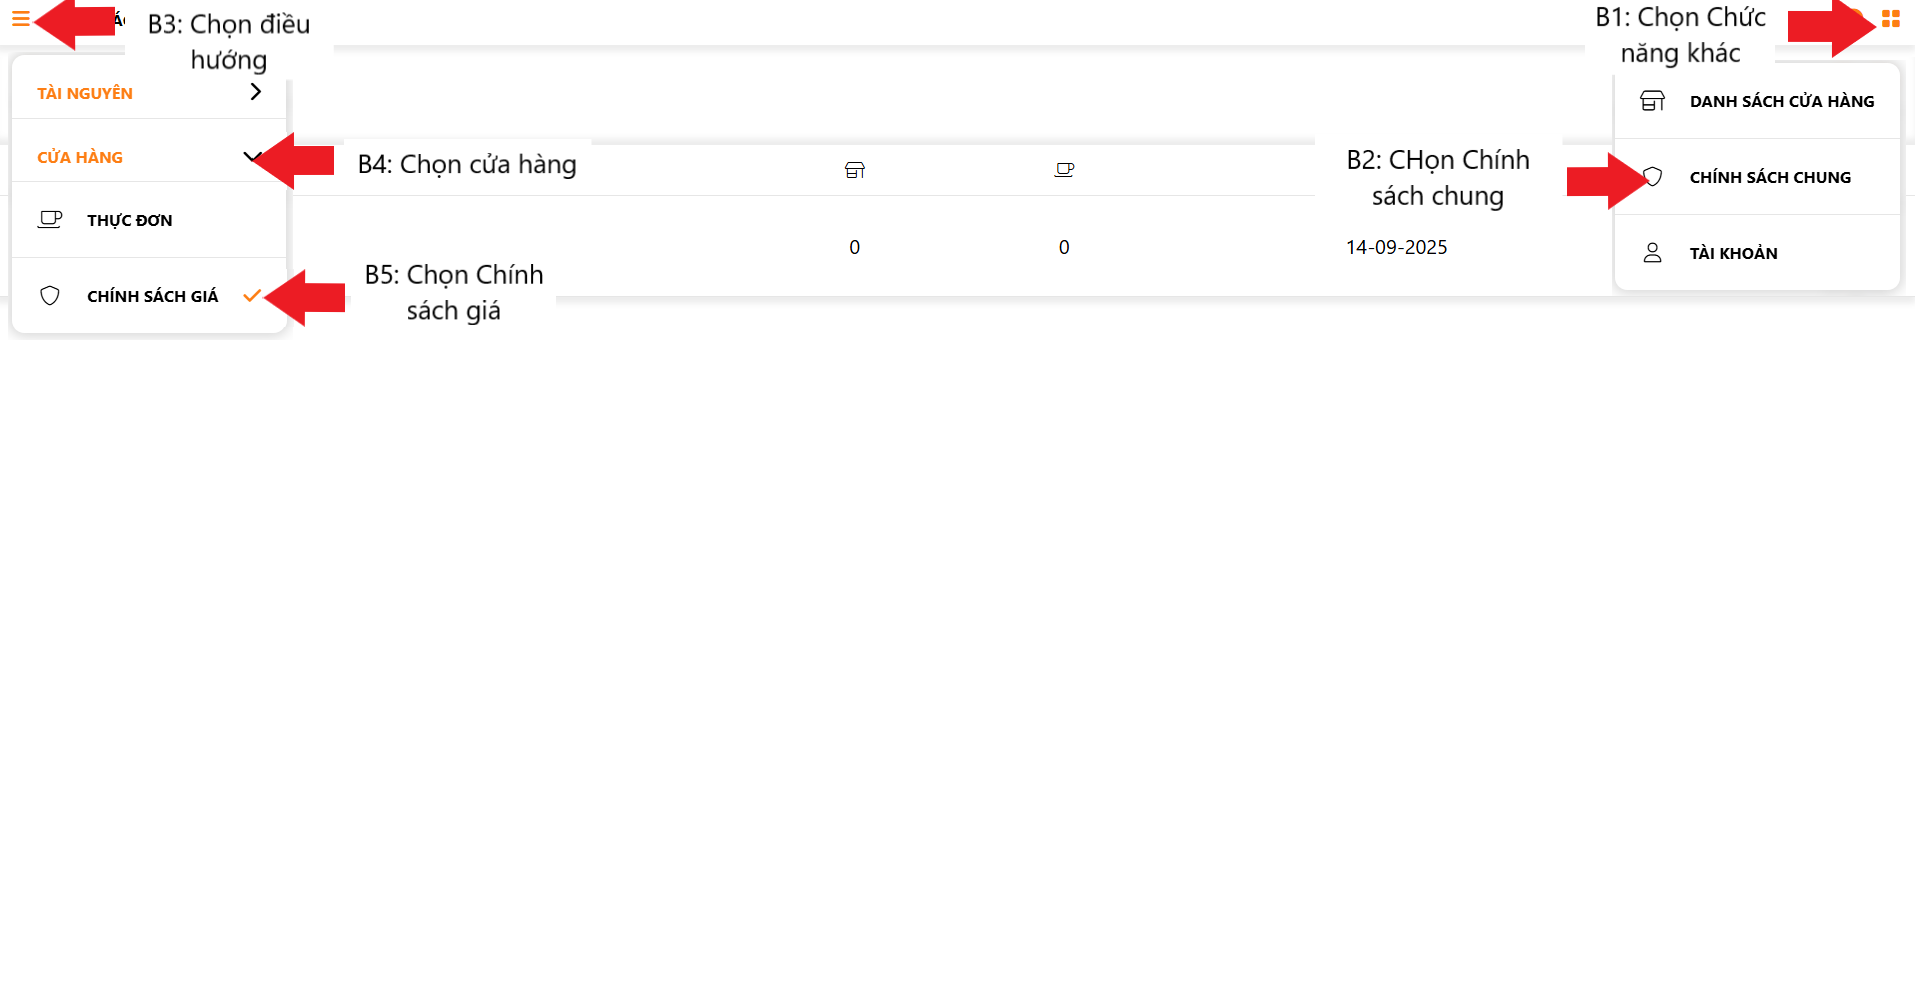 B3: Chọn điều
hướng
B1: Chọn Chức
năng khác
TÀI NGUYÊN
CỬA HÀNG
THỰC ĐƠN
CHÍNH SÁCH GIÁ
B4: Chọn cửa hàng
B5: Chọn Chính
sách giá
0
0
14-09-2025
B2: CHọn Chính
sách chung
DANH SÁCH CỬA HÀNG
CHÍNH SÁCH CHUNG
TÀI KHOẢN